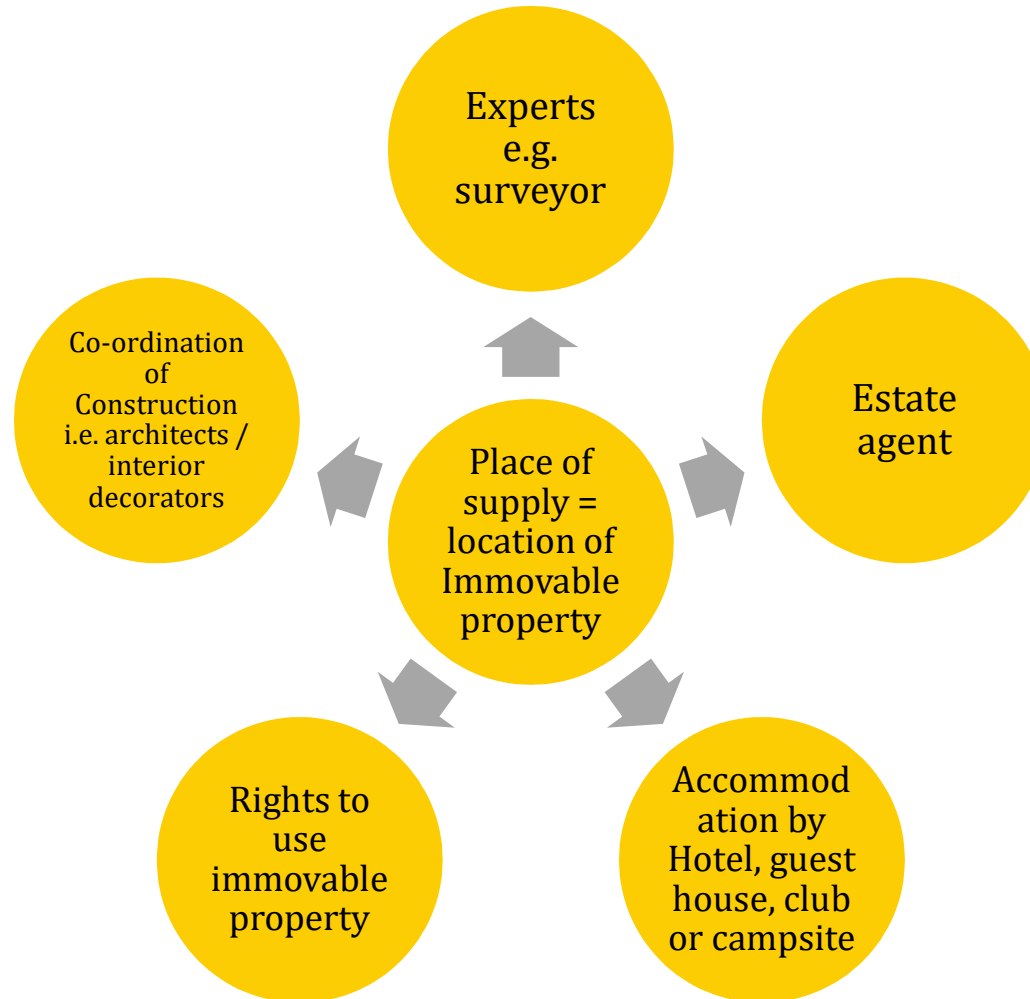 Experts
e.g.
surveyor
Co-ordination
of
Construction
i.e. architects /
interior
decorators
Estate
agent
Place of
supply =
location of
Immovable
property
Rights to
use
immovable
property
Accommod
ation by
Hotel, guest
house, club
or campsite